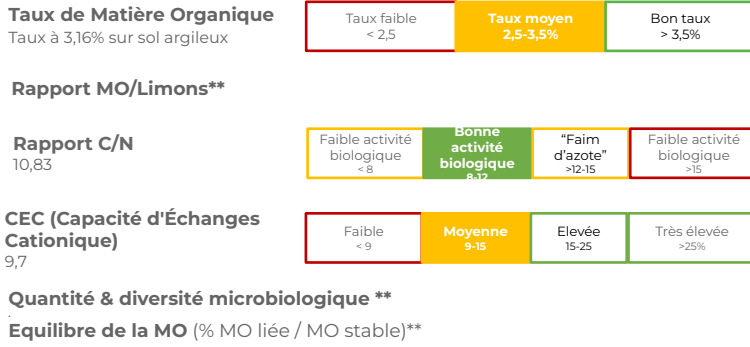 Taux de Matière Organique
Taux à 3,16% sur sol argileux
Taux faible
< 2,5
Taux moyen
2,5-3,5%
Bon taux
> 3,5%
Rapport MO/Limons**
Rapport C/N
10,83
Faible activité
biologique
< 8
Bonne
activité
biologique
8-12
“Faim
d’azote”
>12-15
Faible activité
biologique
>15
CEC (Capacité d'Échanges
Cationique)
9,7
Faible
< 9
Moyenne
9-15
Elevée
15-25
Très élevée
>25%
Quantité & diversité microbiologique **
.
Equilibre de la MO (% MO liée / MO stable)**